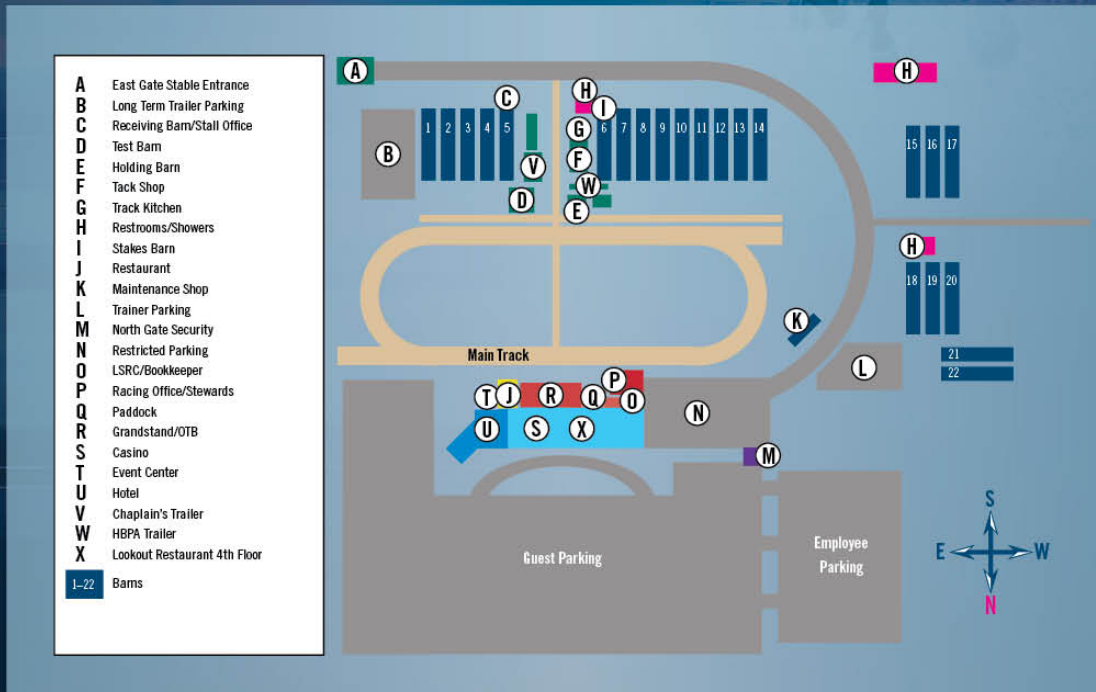 A East Gate Stable Entrance
B Long Term Trailer Parking
C Receiving Barn/Stall Office
D Test Barn
E Holding Barn
F Tack Shop
G Track Kitchen
H Restrooms/Showers
I Stakes Barn
J Restaurant
K Maintenance Shop
L Trainer Parking
M North Gate Security
N Restricted Parking
O LSRC/Bookkeeper
P Racing Office/Stewards
Q Paddock
R Grandstand/OTB
S Casino
T Event Center
U Hotel
V Chaplain's Trailer
W HBPA Trailer
X Lookout Restaurant 4th Floor
1–22 Barns
A
H
H
C
I
1 2 3 4 5
G
6 7 8 9 10 11 12 13 14
15 16 17
B
F
V
W
D
E
H
18 19 20
K
Main Track
21
L
22
P
T J R Q O
N
U S X
M
Guest Parking
Employee
Parking
S
E W
N